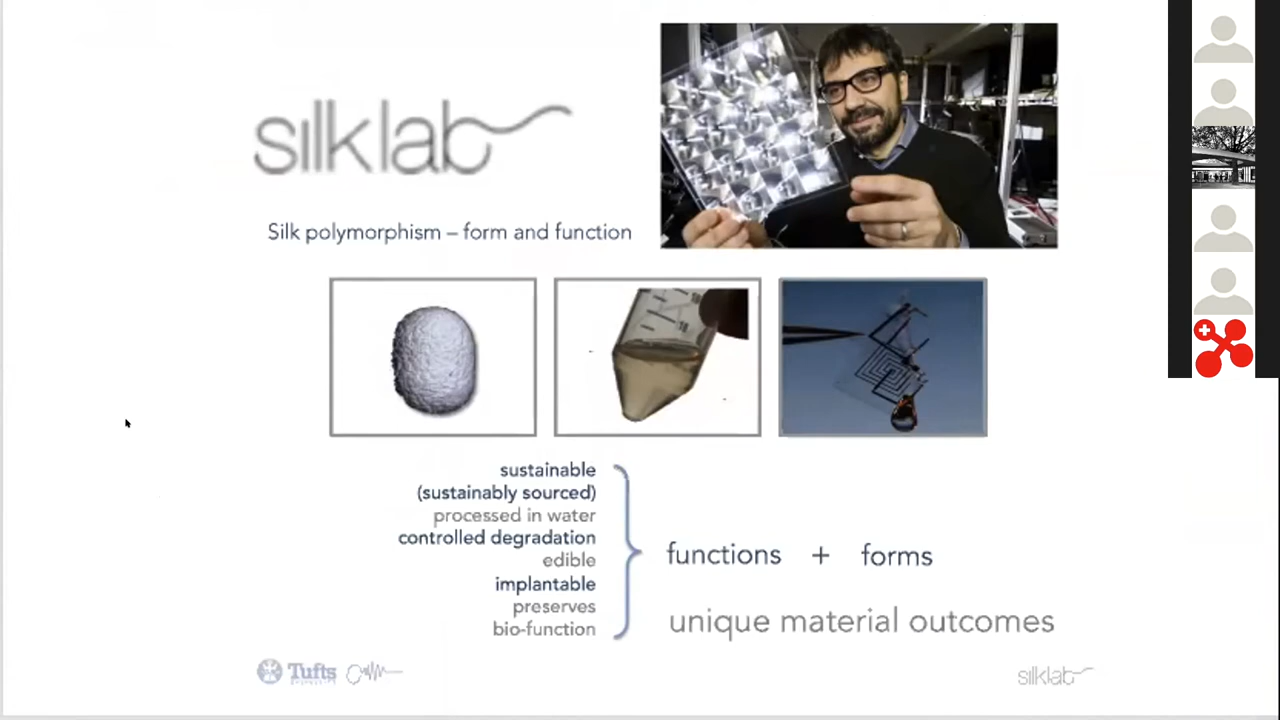 silklab
Silk polymorphism – form and function
sustainable
(sustainably sourced)
processed in water
controlled degradation
edible
implantable
preserves
bio-function
functions + forms
unique material outcomes
Tufts
silklab